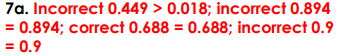 7a. Incorrect 0.449 > 0.018; incorrect 0.894
= 0.894; correct 0.688 = 0.688; incorrect 0.9
= 0.9